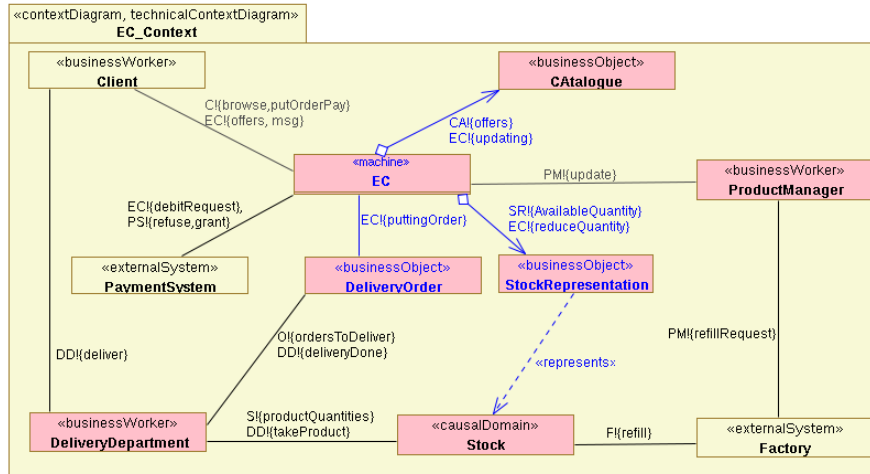 «contextDiagram, technicalContextDiagram»
EC_Context
«businessWorker»
Client
«businessObject»
CAtalogue
C!{browse,putOrderPay}
EC!{offers, msg}
CA!{offers}
EC!{updating}
«machine»
EC
PM!{update}
«businessWorker»
ProductManager
EC!{debitRequest},
PS!{refuse,grant}
EC!{puttingOrder}
SR!{AvailableQuantity}
EC!{reduceQuantity}
«externalSystem»
PaymentSystem
«businessObject»
DeliveryOrder
«businessObject»
StockRepresentation
O!{ordersToDeliver}
DD!{deliveryDone}
PM!{refillRequest}
«represents»
DD!{deliver}
«businessWorker»
DeliveryDepartment
S!{productQuantities}
DD!{takeProduct}
«causalDomain»
Stock
F!{refill}
«externalSystem»
Factory